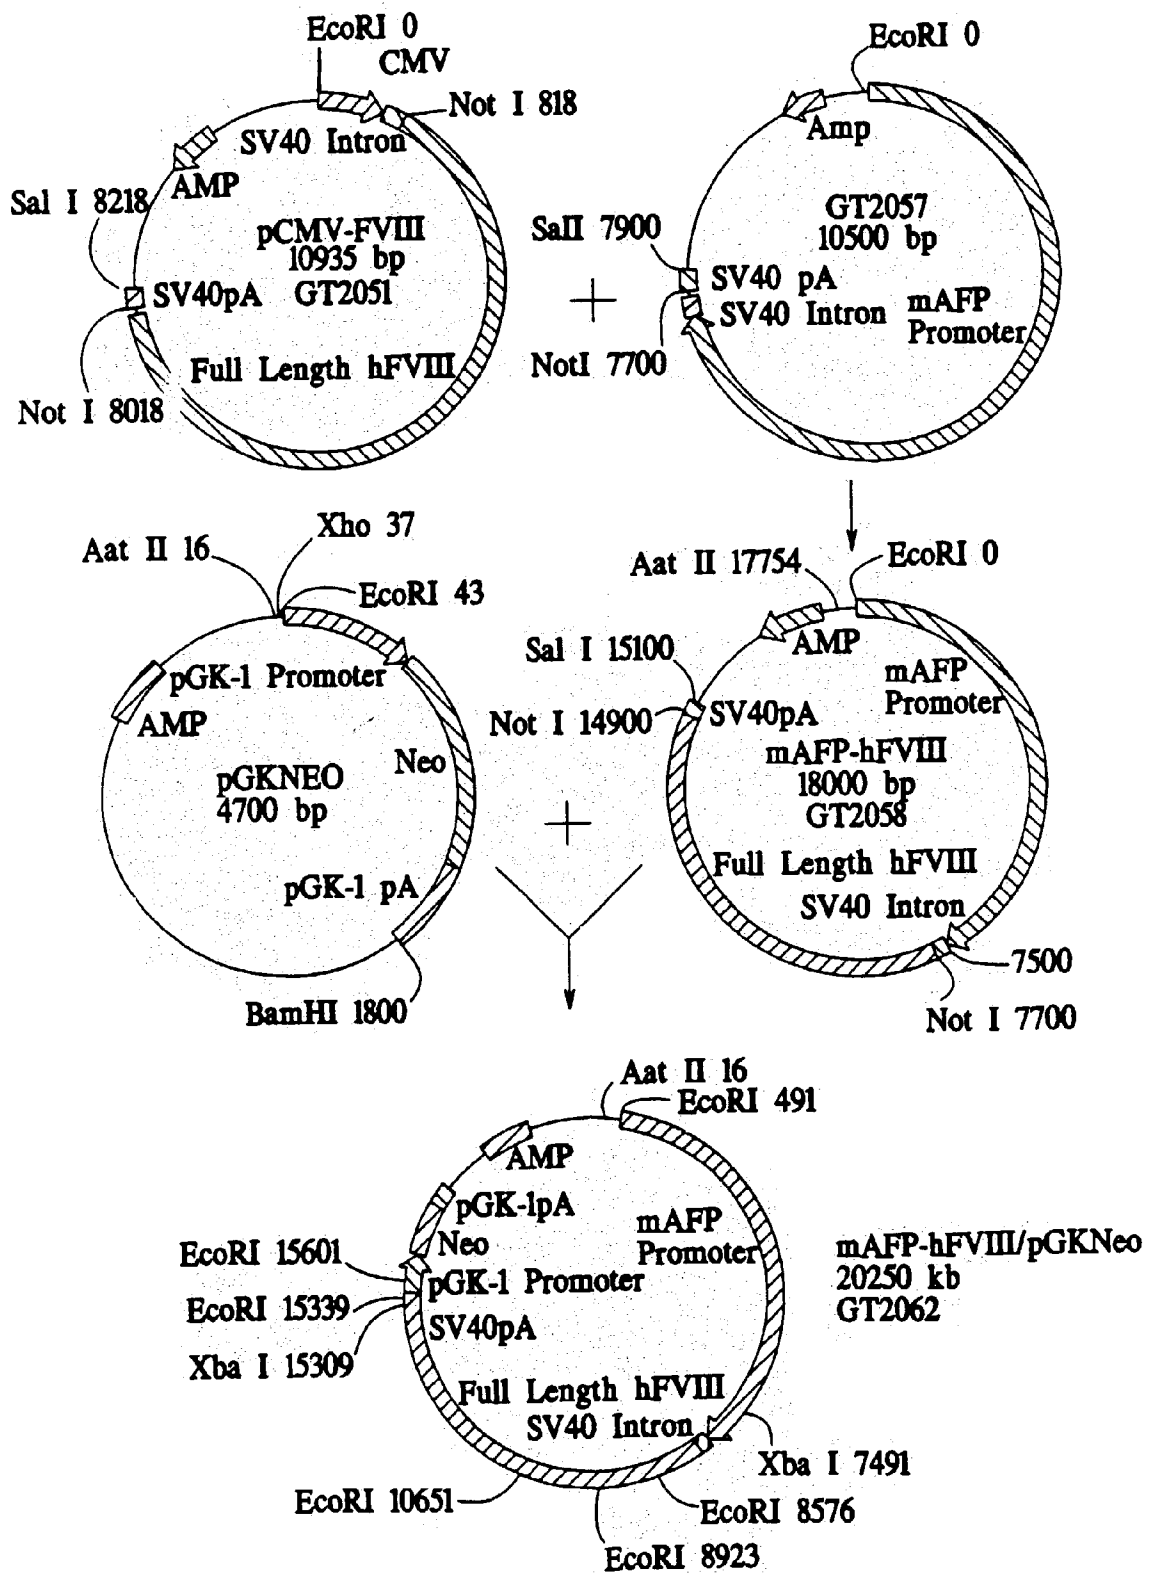 EcoRI 0
CMV
Not I 818
SV40 Intron
AMP
Sal I 8218
pCMV-FVIII
10935 bp
GT2051
SV40pA
Full Length hFVIII
Not I 8018
+
EcoRI 0
Amp
GT2057
10500 bp
SalI 7900
SV40 pA
SV40 Intron
mAFP
Promoter
NotI 7700
Xho 37
Aat II 16
EcoRI 43
pGK-1 Promoter
AMP
Neo
pGKNEO
4700 bp
pGK-1 pA
BamHI 1800
+
Aat II 17754
EcoRI 0
AMP
Sal I 15100
mAFP
Promoter
Not I 14900
SV40pA
mAFP-hFVIII
18000 bp
GT2058
Full Length hFVIII
SV40 Intron
7500
Not I 7700
Aat II 16
EcoRI 491
AMP
pGK-1pA
mAFP
Promoter
Neo
EcoRI 15601
pGK-1 Promoter
EcoRI 15339
SV40pA
Xba I 15309
Full Length hFVIII
SV40 Intron
Xba I 7491
EcoRI 10651
EcoRI 8576
EcoRI 8923
mAFP-hFVIII/pGKNeo
20250 kb
GT2062